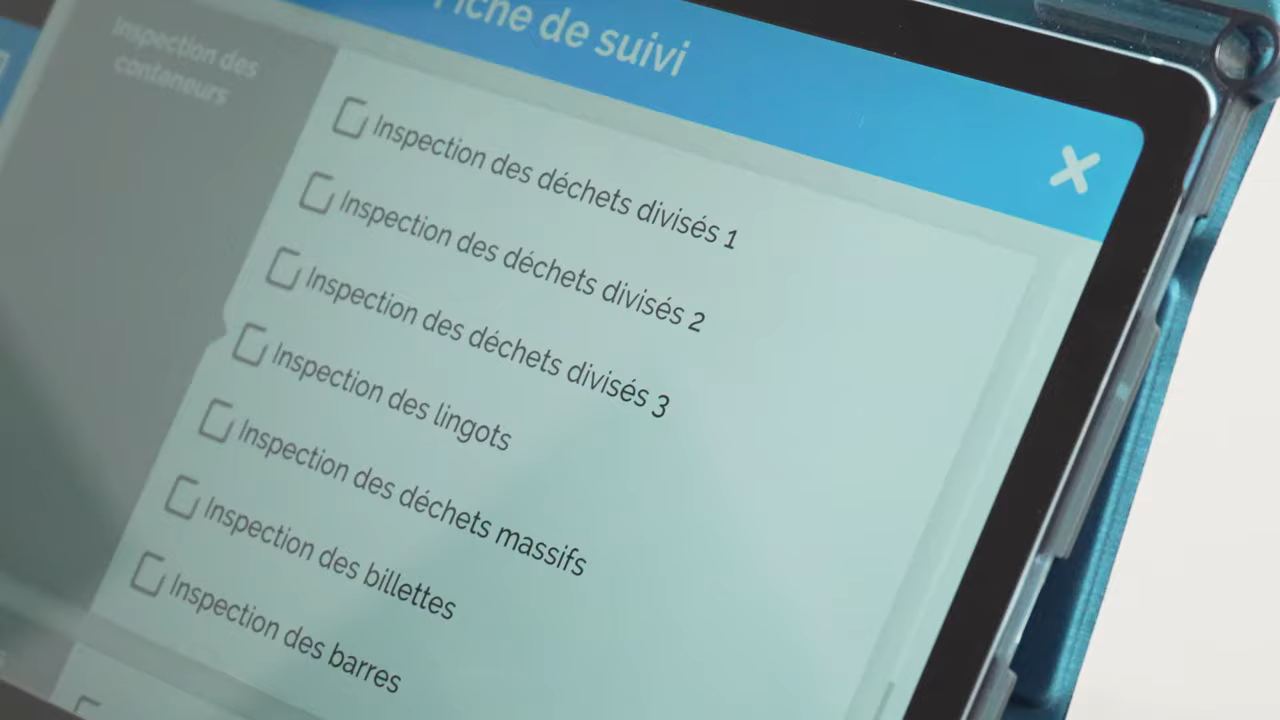 Fiche de suivi
Inspection des
conteneurs
Inspection des déchets divisés 1
Inspection des déchets divisés 2
Inspection des déchets divisés 3
Inspection des lingots
Inspection des déchets massifs
Inspection des billettes
Inspection des barres